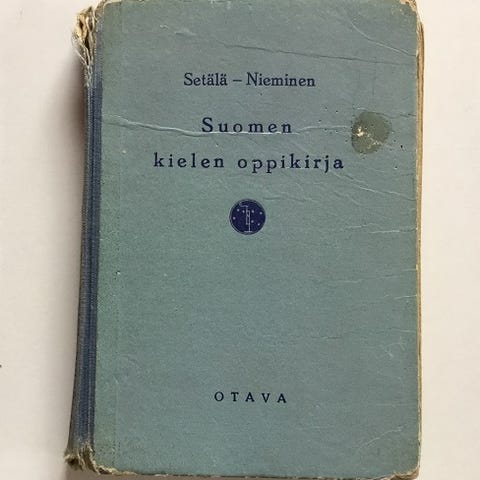 Setälä – Nieminen
Suomen
kielen oppikirja
OTAVA